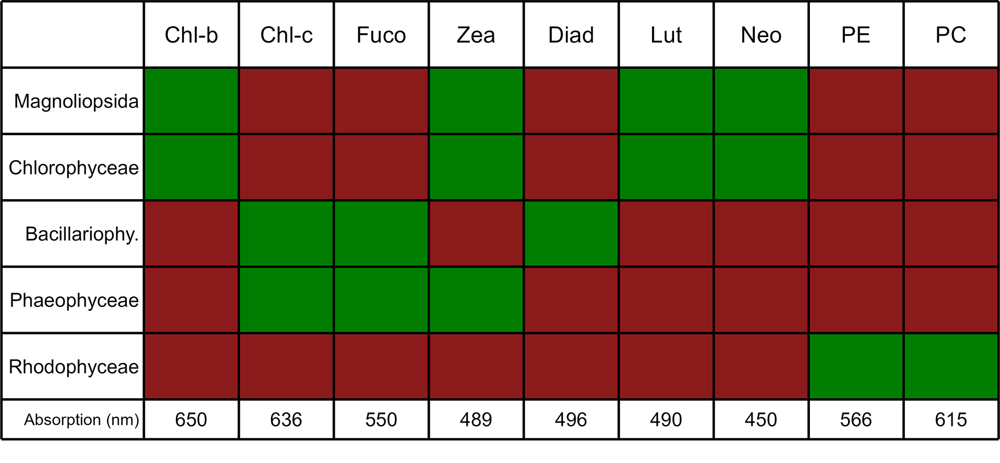 Chl-b Chl-c Fuco Zea Diad Lut Neo PE PC
Magnoliopsida
Chlorophyceae
Bacillariophy.
Phaeophyceae
Rhodophyceae
Absorption (nm) 650 636 550 489 496 490 450 566 615